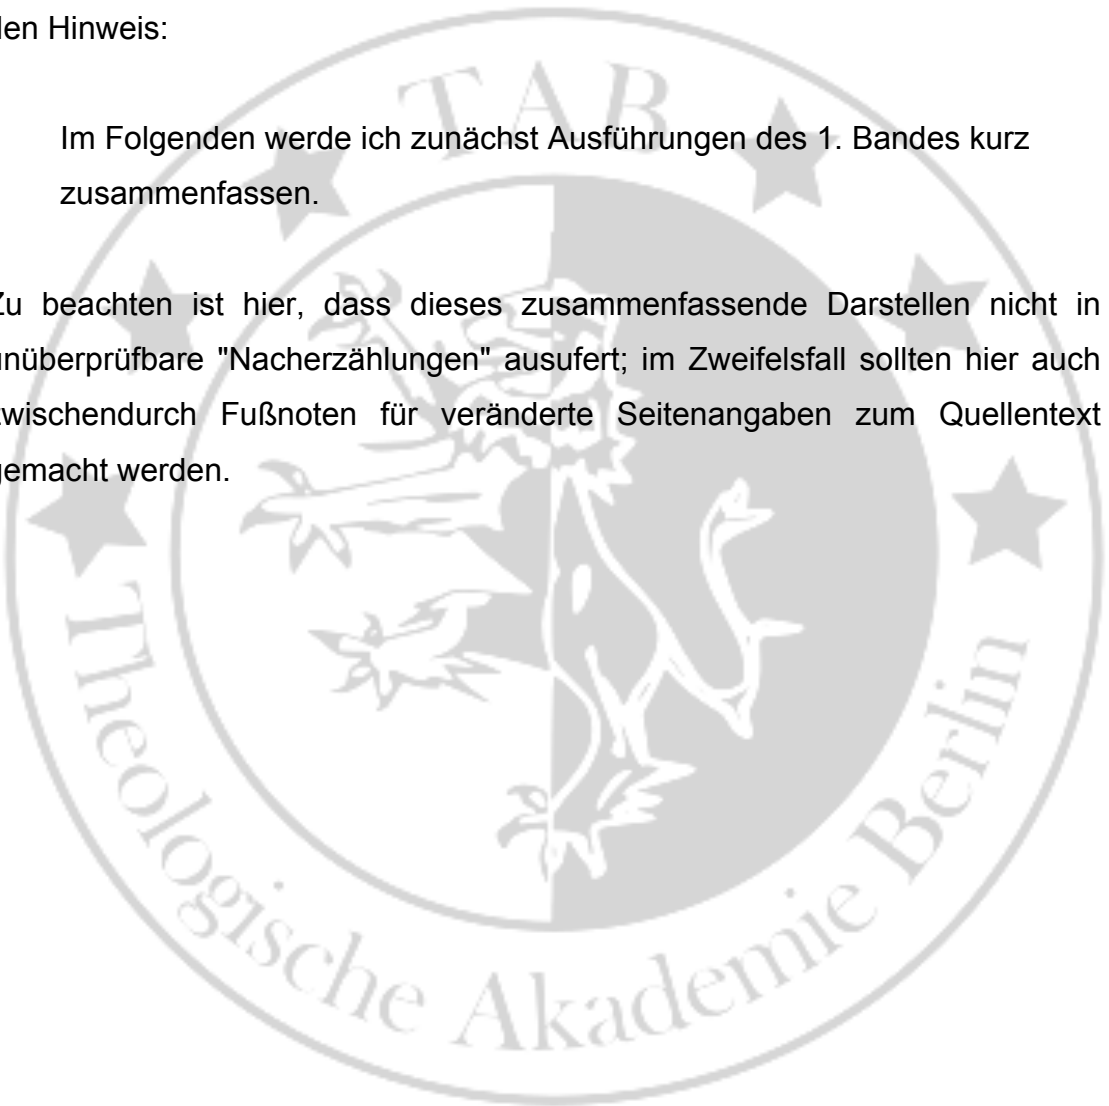 den Hinweis:
TAB
Im Folgenden werde ich zunächst Ausführungen des 1. Bandes kurz
zusammenfassen.
Zu beachten ist hier, dass dieses zusammenfassende Darstellen nicht in
unüberprüfbare "Nacherzählungen" ausufert; im Zweifelsfall sollten hier auch
zwischendurch Fußnoten für veränderte Seitenangaben zum Quellentext
gemacht werden.
Theologische Akademie Berlin